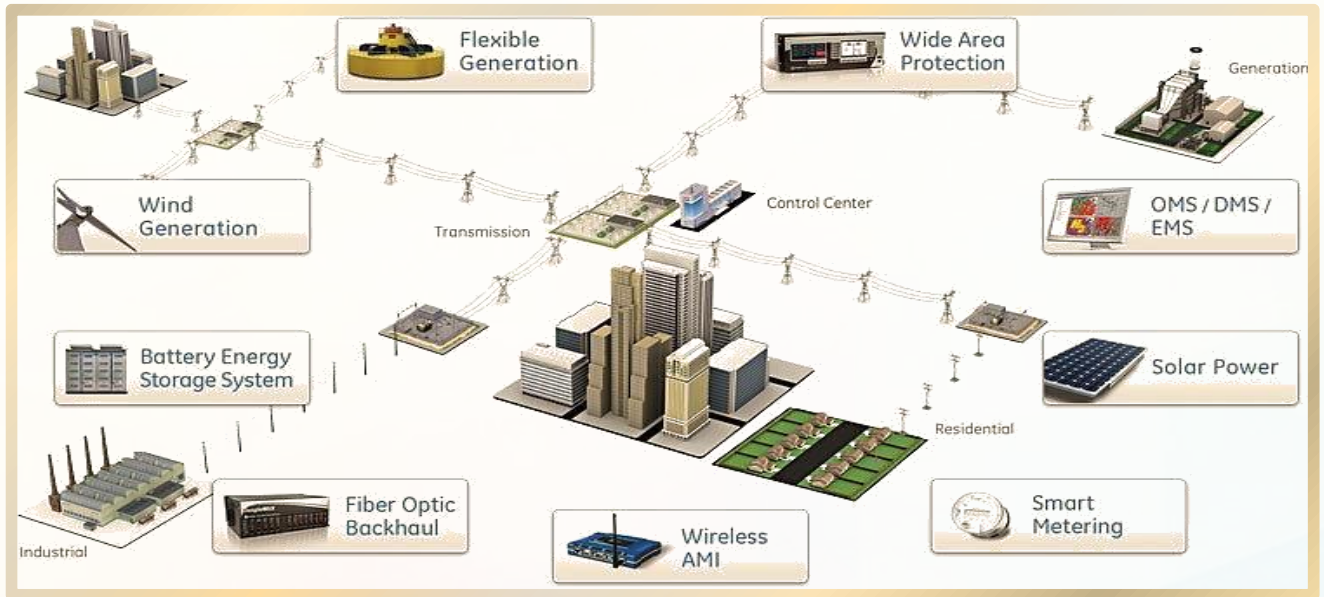 Flexible
Generation
Wide Area
Protection
Generation
Wind
Generation
Transmission
Control Center
OMS / DMS /
EMS
Battery Energy
Storage System
Solar Power
Residential
Industrial
Fiber Optic
Backhaul
Wireless
AMI
Smart
Metering